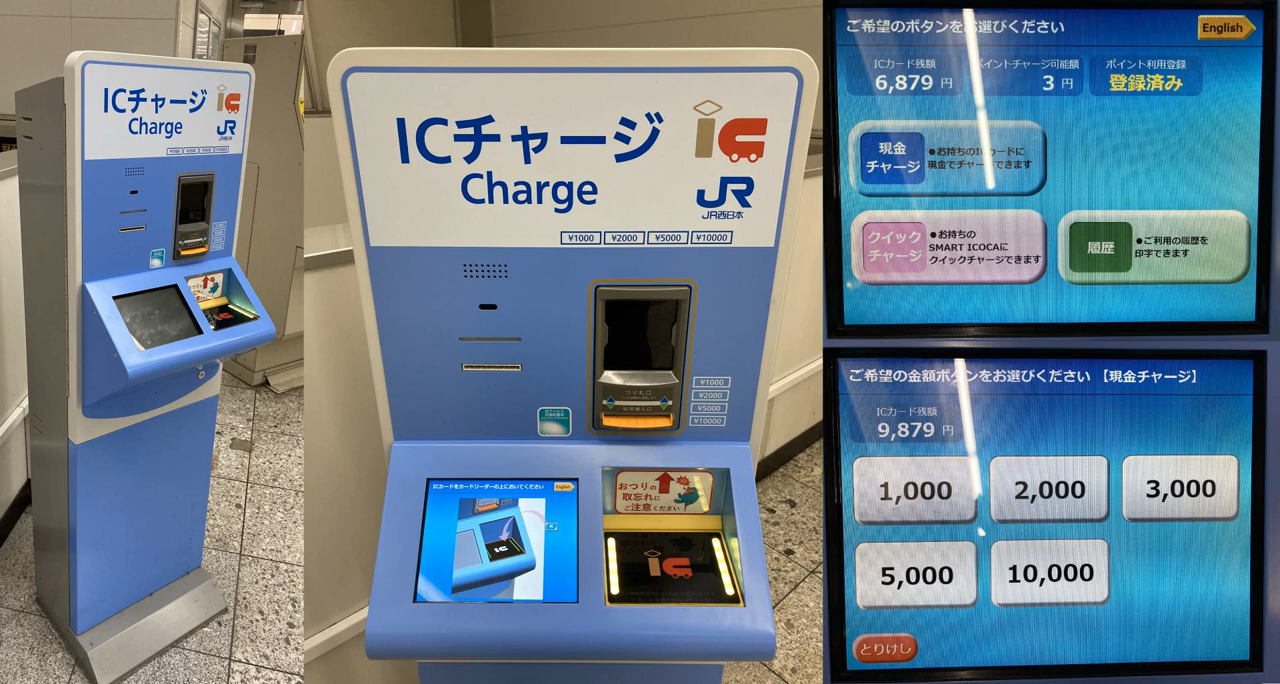 ICチャージ
Charge
JR
JR西日本
ICチャージ
Charge
ic
JR
JR西日本
¥1000 ¥2000 ¥5000 ¥10000
つり札口
紙幣挿入口
¥1000
¥2000
¥5000
¥10000
ICカードをカードリーダーの上においてください
English
おつりの
取忘れに
ご注意ください
ic
ご希望のボタンをお選びください
English
ICカード残額
6,879 円
ポイントチャージ可能額
3 円
ポイント利用登録
登録済み
現金
チャージ
●お持ちのICカードに
現金でチャージできます
クイック
チャージ
●お持ちの
SMART ICOCAに
クイックチャージできます
履歴
●ご利用の履歴を
印字できます
ご希望の金額ボタンをお選びください 【現金チャージ】
ICカード残額
9,879 円
1,000
2,000
3,000
5,000
10,000
とりけし